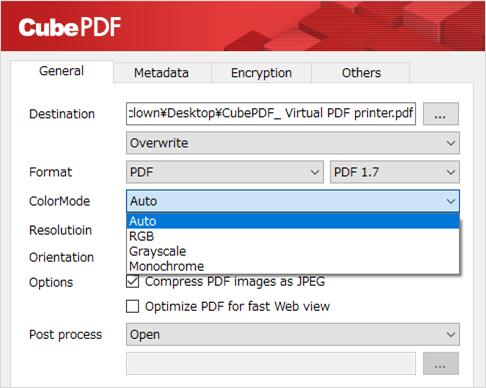 CubePDF
General
Metadata
Encryption
Others
Destination
clown¥Desktop¥CubePDF_ Virtual PDF printer.pdf
...
Overwrite
Format
PDF
PDF 1.7
ColorMode
Auto
Auto
RGB
Grayscale
Monochrome
Resolutioin
Orientation
Options
Compress PDF images as JPEG
Optimize PDF for fast Web view
Post process
Open
...